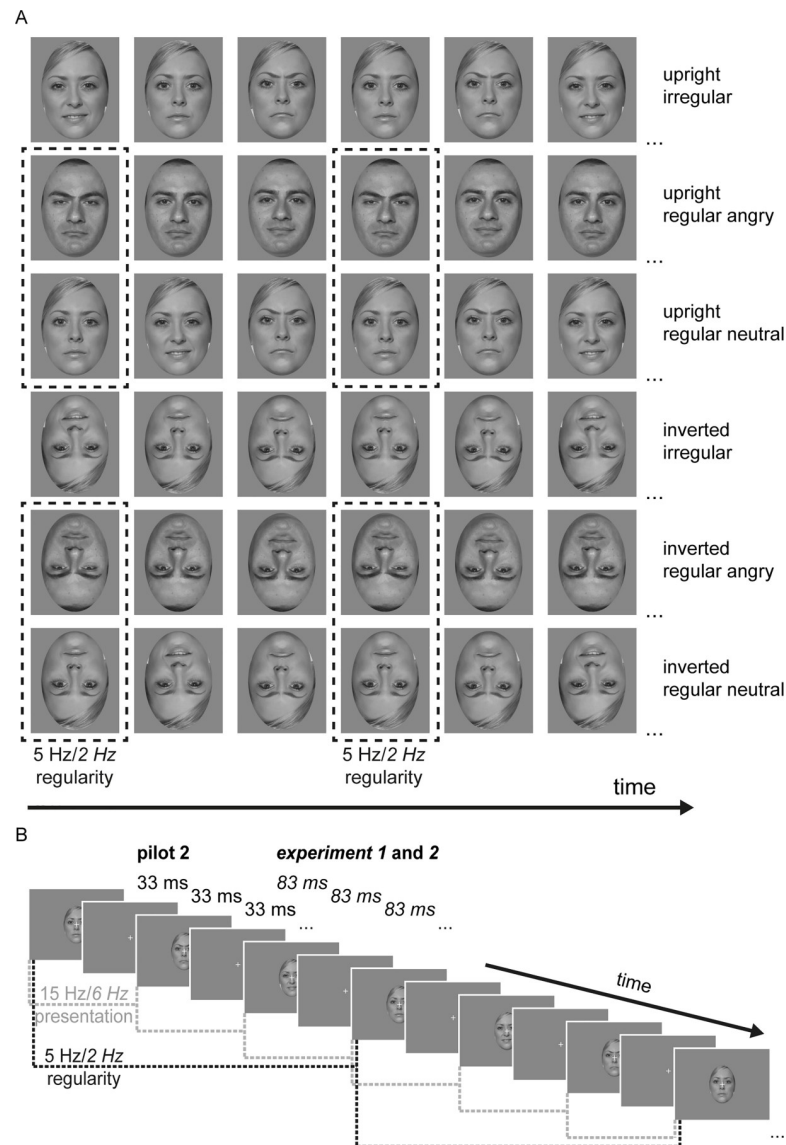 A
upright
irregular
...
upright
regular angry
...
upright
regular neutral
...
inverted
irregular
...
inverted
regular angry
...
inverted
regular neutral
...
5 Hz/2 Hz
regularity
5 Hz/2 Hz
regularity
time
B
pilot 2
experiment 1 and 2
33 ms
33 ms
33 ms
...
83 ms
83 ms
83 ms
...
time
15 Hz/6 Hz
presentation
5 Hz/2 Hz
regularity
...